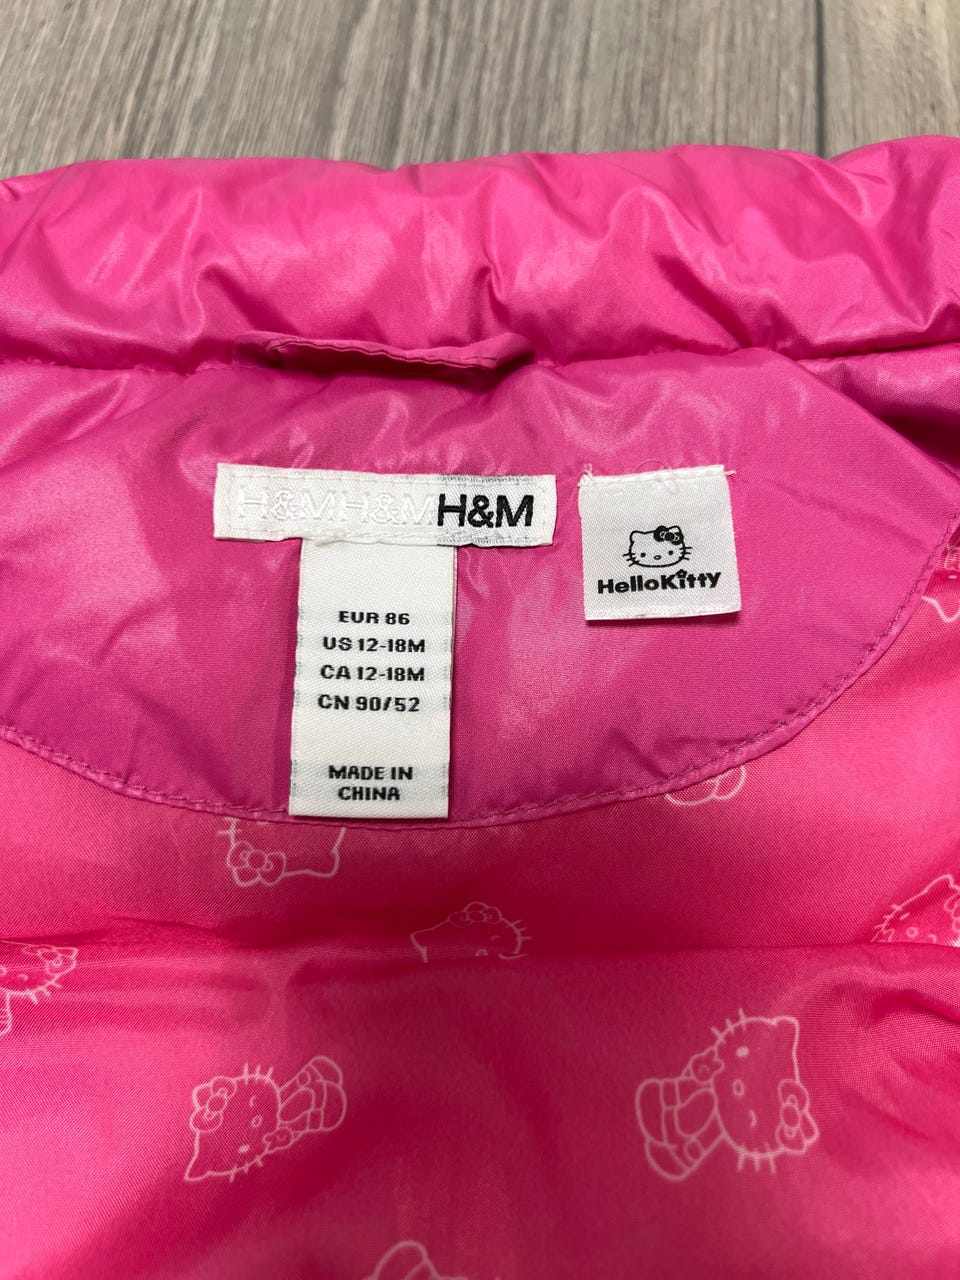 H&MH&MH&M
HelloKitty
EUR 86
US 12-18M
CA 12-18M
CN 90/52
MADE IN
CHINA